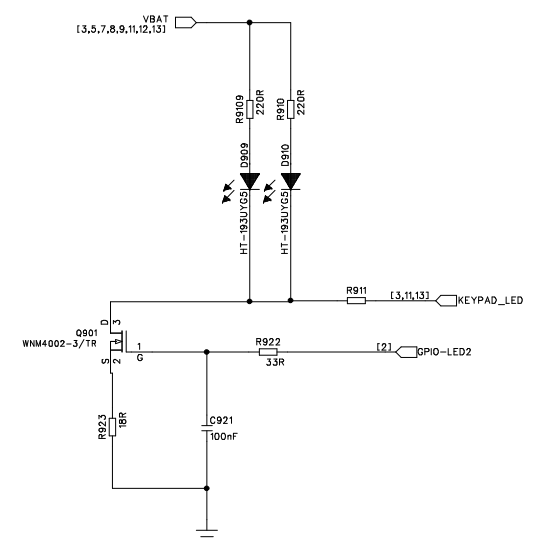 VBAT
[3,5,7,8,9,11,12,13]
R9109
220R
R910
220R
D909
HT-193UYG5
D910
HT-193UYG5
R911
[3,11,13]
KEYPAD_LED
D
3
Q901
WNM4002-3/TR
1
G
S
2
R922
33R
[2]
GPIO-LED2
R923
18R
C921
100nF